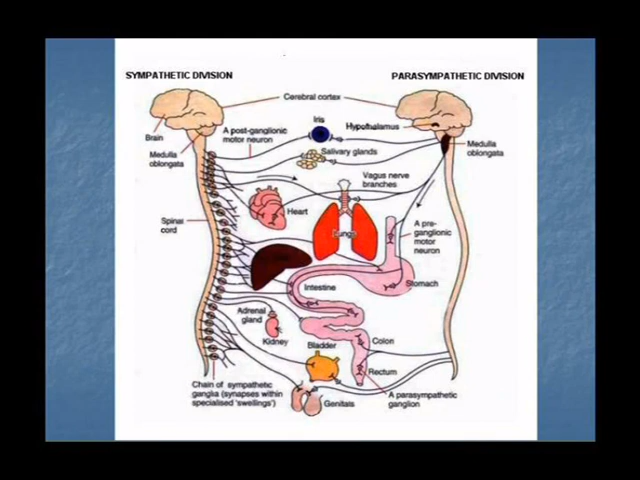 SYMPATHETIC DIVISION
PARASYMPATHETIC DIVISION
Cerebral cortex
Iris
Hypothalamus
Brain
A post-ganglionic
motor neuron
Medulla
oblongata
Salivary glands
Medulla
oblongata
Vagus nerve
branches
Heart
Spinal
cord
Lungs
A pre-
ganglionic
motor
neuron
Intestine
Stomach
Adrenal
gland
Kidney
Bladder
Colon
Rectum
Chain of sympathetic
ganglia (synapses within
specialised 'swellings')
Genitals
A parasympathetic
ganglion